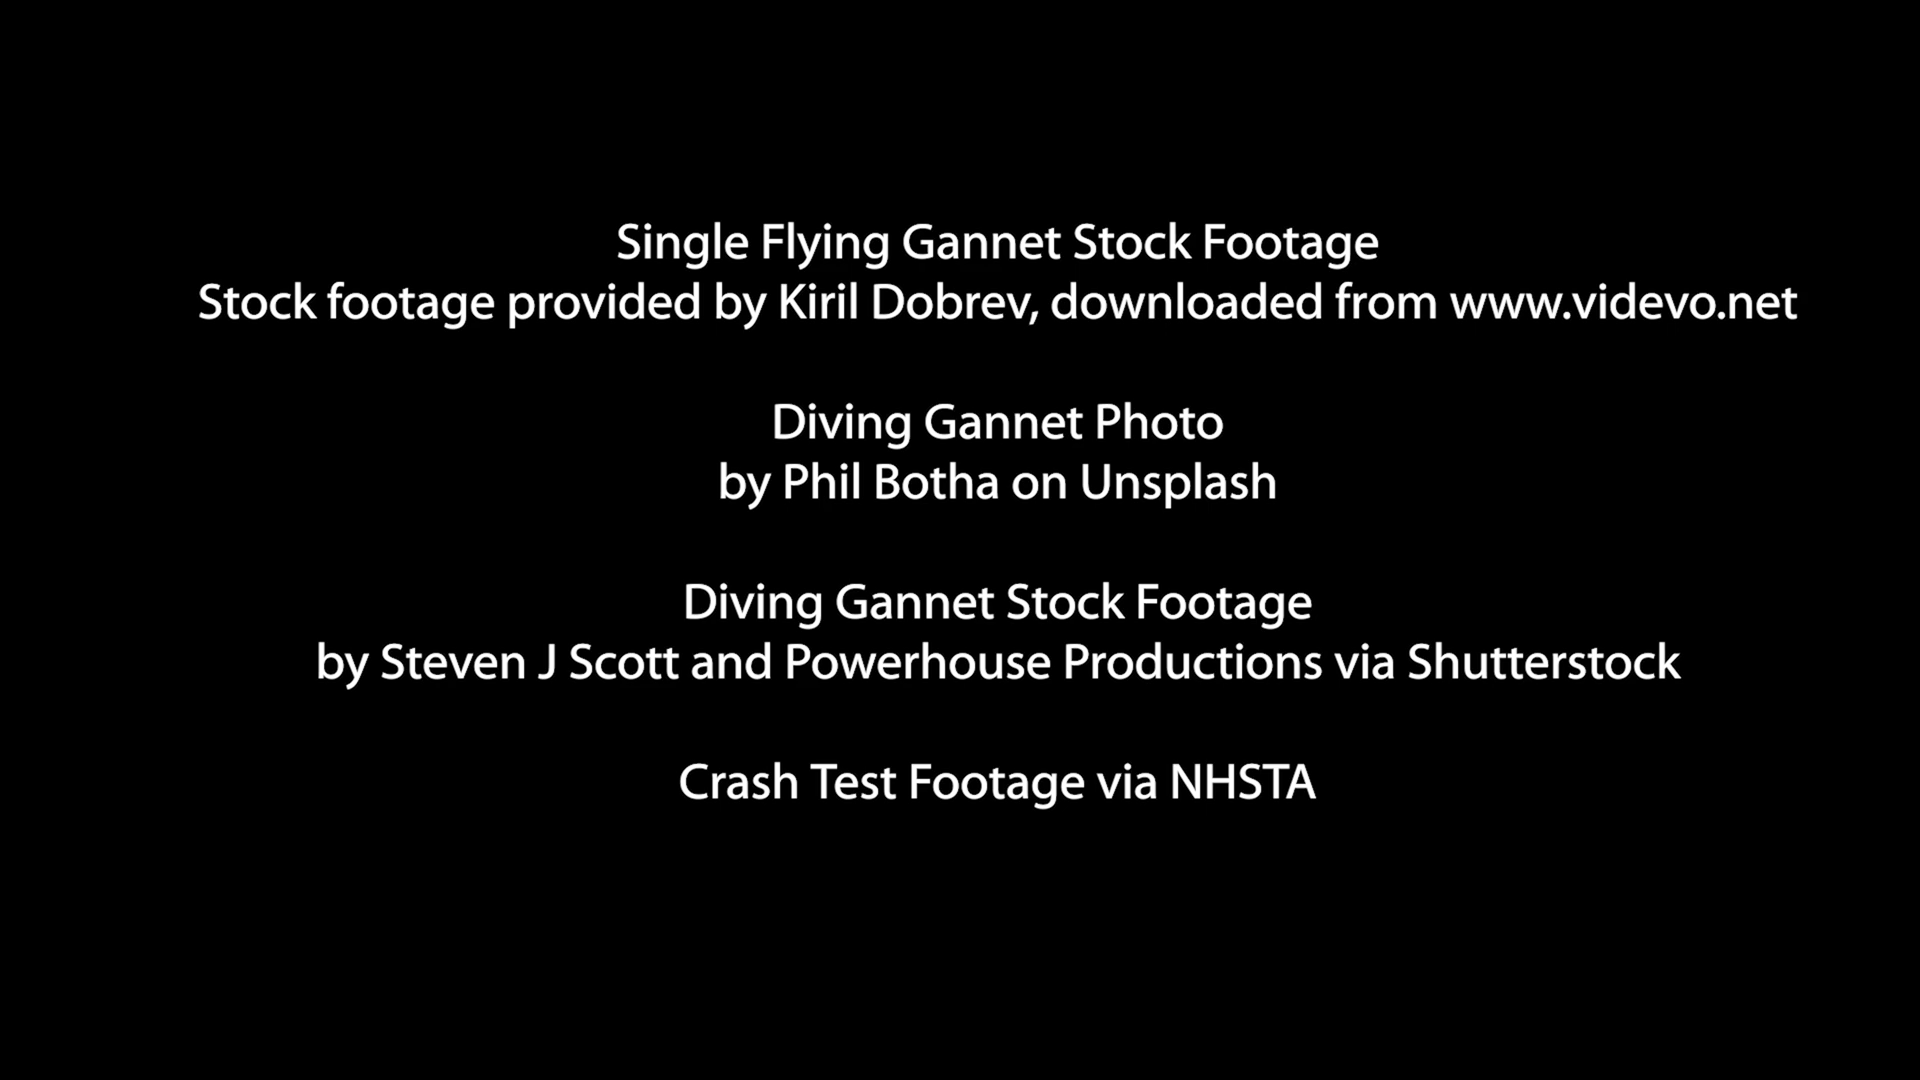 Single Flying Gannet Stock Footage
Stock footage provided by Kiril Dobrev, downloaded from www.videvo.net
Diving Gannet Photo
by Phil Botha on Unsplash
Diving Gannet Stock Footage
by Steven J Scott and Powerhouse Productions via Shutterstock
Crash Test Footage via NHSTA